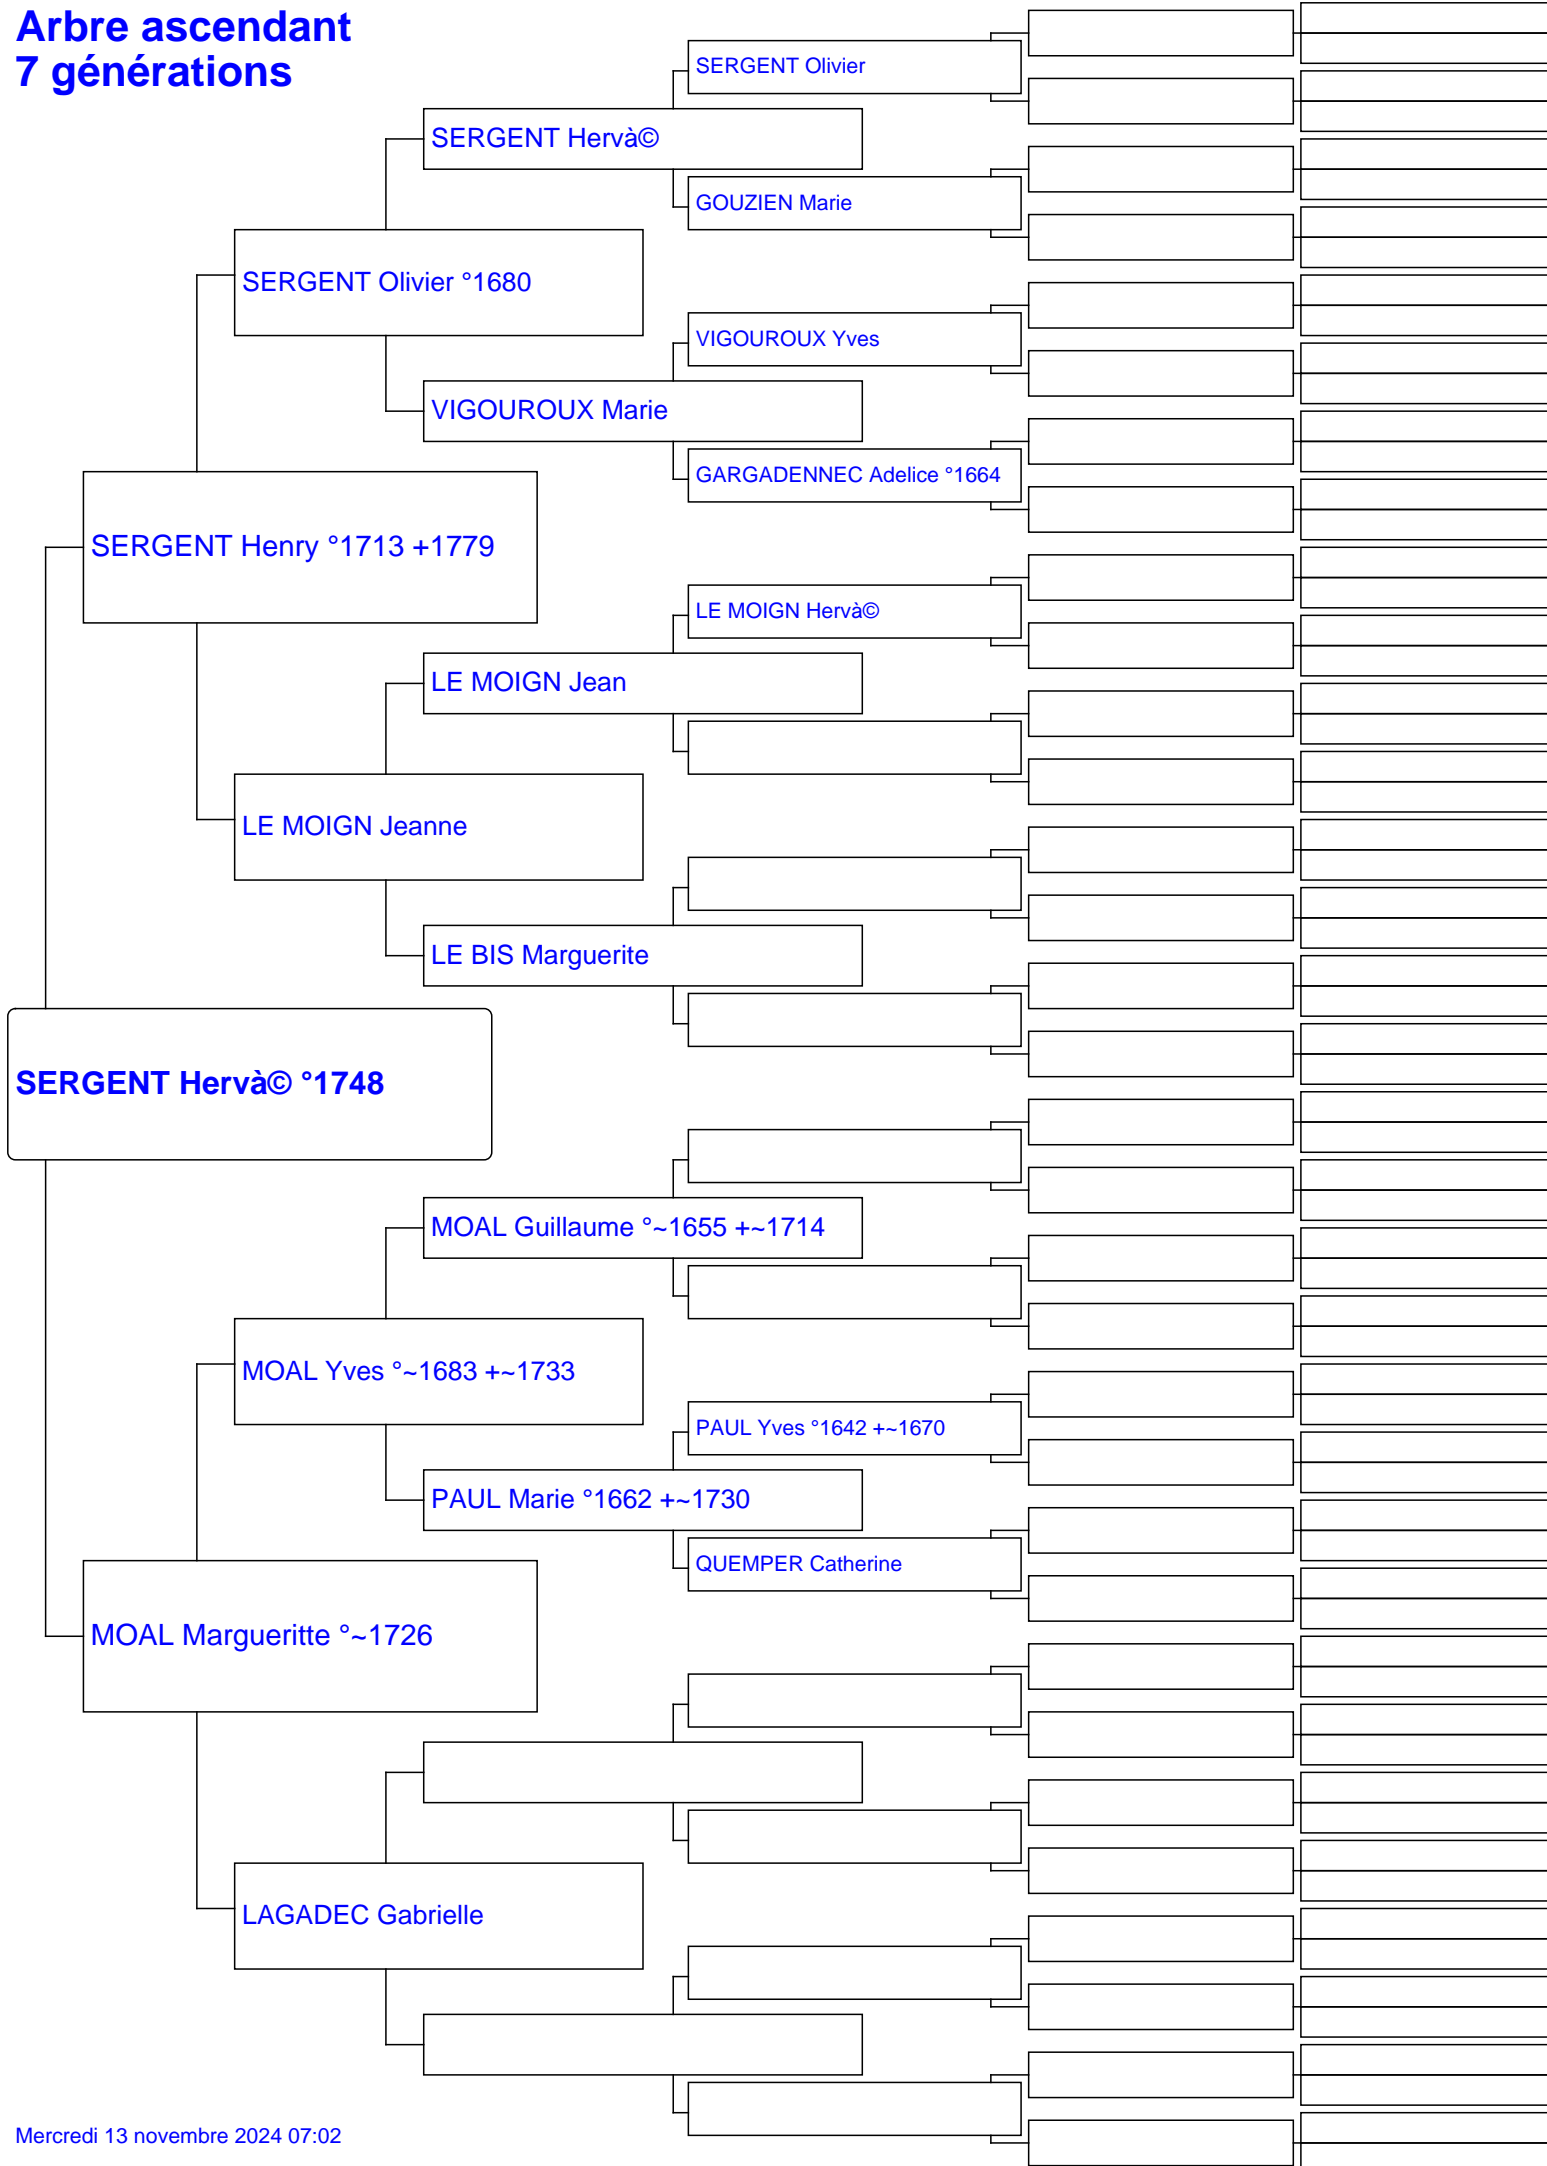 Arbre ascendant
7 générations
SERGENT Olivier
SERGENT Hervà©
GOUZIEN Marie
SERGENT Olivier °1680
VIGOUROUX Yves
VIGOUROUX Marie
GARGADENNEC Adelice °1664
SERGENT Henry °1713 +1779
LE MOIGN Hervà©
LE MOIGN Jean
LE MOIGN Jeanne
LE BIS Marguerite
SERGENT Hervà© °1748
MOAL Guillaume °~1655 +~1714
MOAL Yves °~1683 +~1733
PAUL Yves °1642 +~1670
PAUL Marie °1662 +~1730
QUEMPER Catherine
MOAL Margueritte °~1726
LAGADEC Gabrielle
Mercredi 13 novembre 2024 07:02